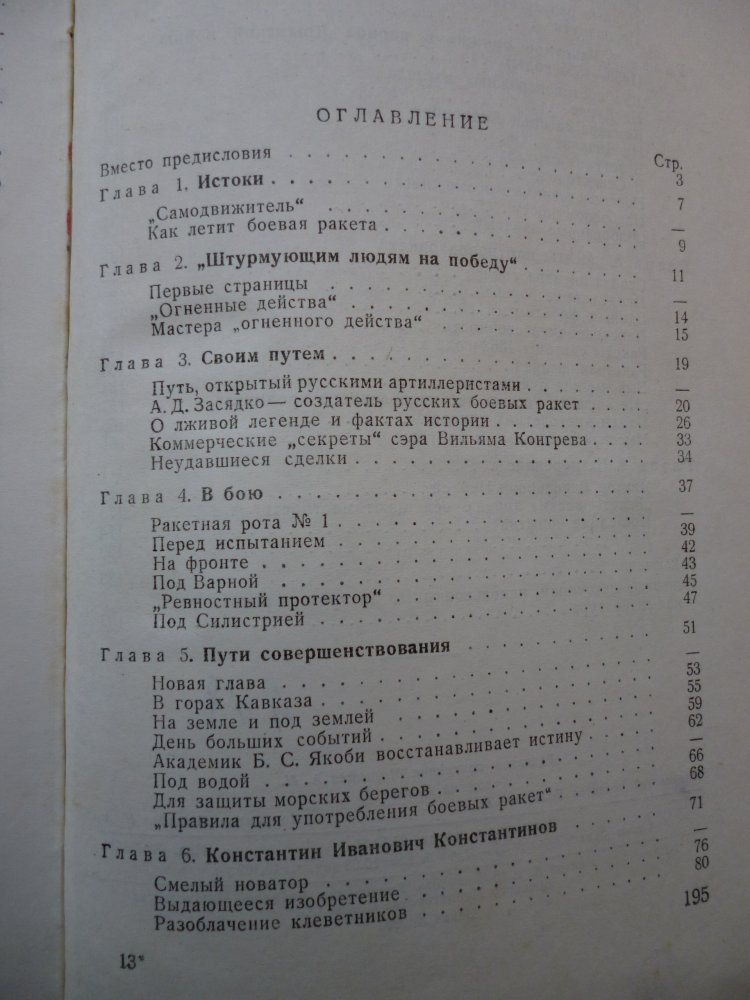 ОГЛАВЛЕНИЕ
Стр.
Вместо предисловия . . . 3
Глава 1. Истоки . . . 7
„Самодвижитель“ . . . —
Как летит боевая ракета . . . 9
Глава 2. „Штурмующим людям на победу“ . . . 11
Первые страницы . . . —
„Огненные действа“ . . . 14
Мастера „огненного действа“ . . . 15
Глава 3. Своим путем . . . 19
Путь, открытый русскими артиллеристами . . . —
А. Д. Засядко — создатель русских боевых ракет . . . 20
О лживой легенде и фактах истории . . . 26
Коммерческие „секреты“ сэра Вильяма Конгрева . . . 33
Неудавшиеся сделки . . . 34
Глава 4. В бою . . . 37
Ракетная рота № 1 . . . —
Перед испытанием . . . 39
На фронте . . . 42
Под Варной . . . 43
„Ревностный протектор“ . . . 45
Под Силистрией . . . 47
Глава 5. Пути совершенствования . . . 51
Новая глава . . . —
В горах Кавказа . . . 53
На земле и под землей . . . 55
День больших событий . . . 59
Академик Б. С. Якоби восстанавливает истину . . . 62
Под водой . . . —
Для защиты морских берегов . . . 66
„Правила для употребления боевых ракет“ . . . 68
Глава 6. Константин Иванович Константинов . . . 71
Смелый новатор . . . —
Выдающееся изобретение . . . 76
Разоблачение клеветников . . . 80
13*
195